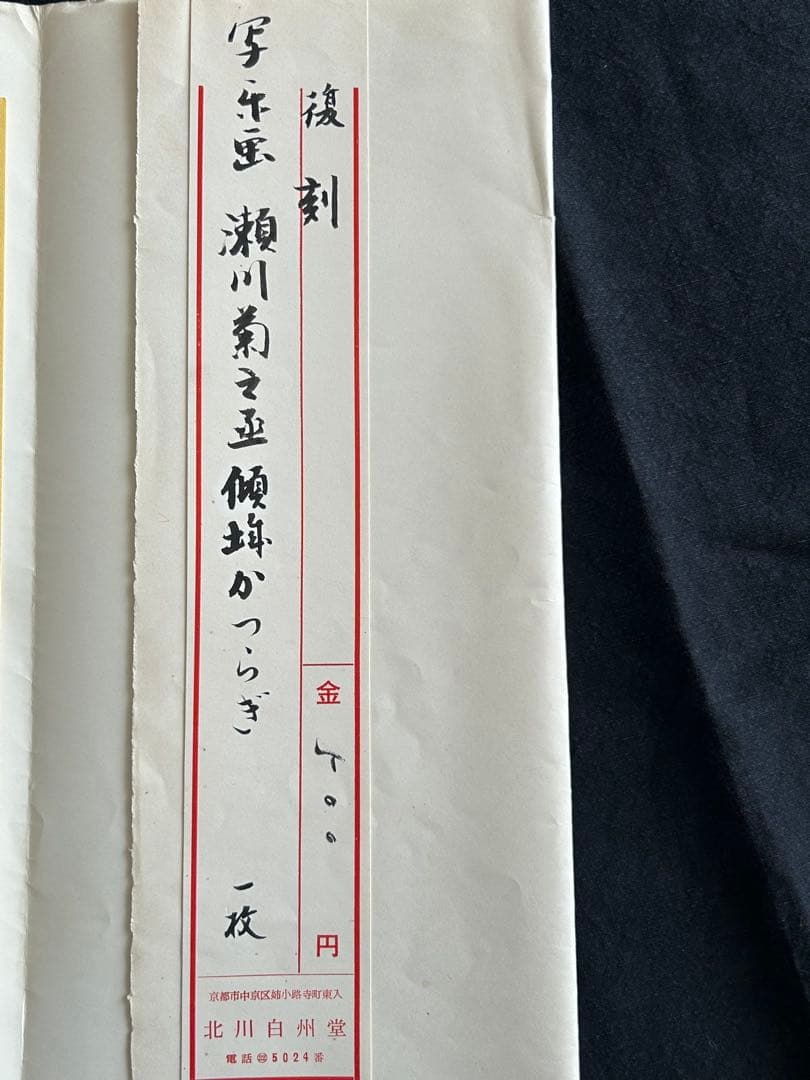 復刻
金 円
写楽画 瀬川菊之丞 傾城かつらぎ 一枚
京都市中京区姉小路寺町東入
北川白州堂
電話 5024番